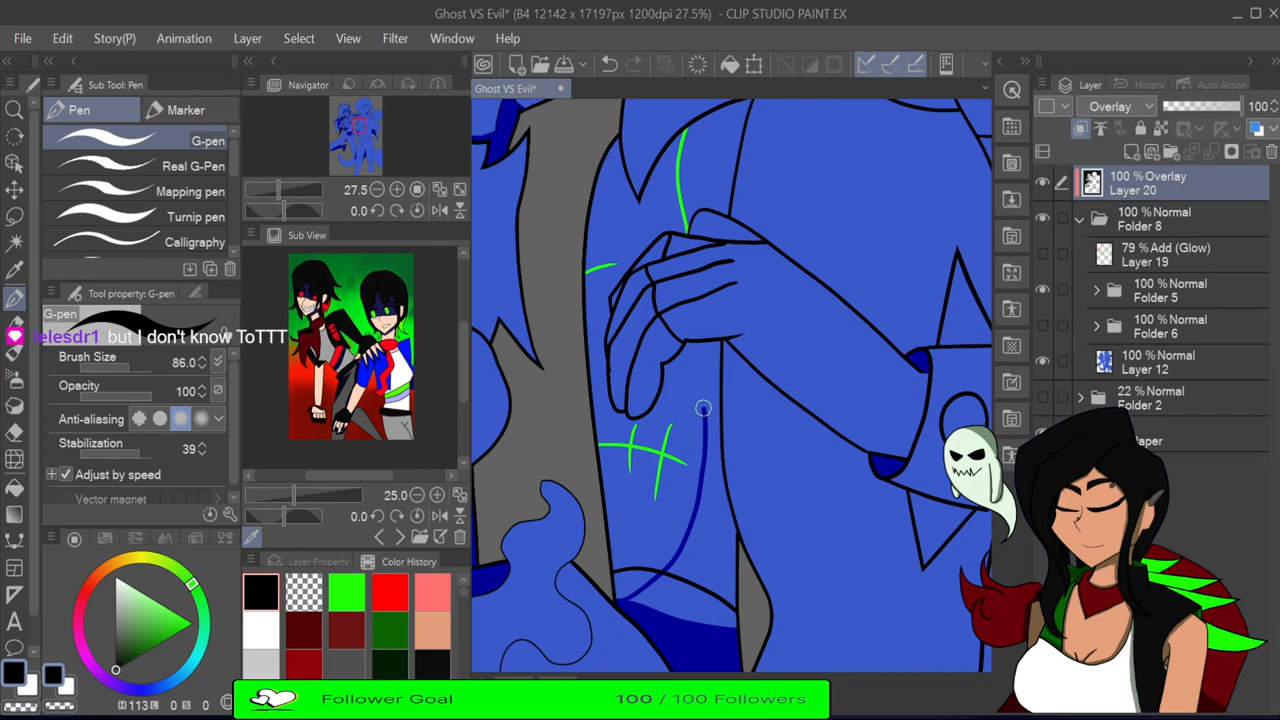 Ghost VS Evil* (B4 12142 x 17197px 1200dpi 27.5%)  - CLIP STUDIO PAINT EX
File Edit Story(P) Animation Layer Select View Filter Window Help
Sub Tool: Pen
Pen
Marker
G-pen
Real G-Pen
Mapping pen
Turnip pen
Calligraphy
Tool property: G-pen
G-pen
lelesdr1 but I don't know ToTTT
Brush Size 86.0
Opacity 100
Anti-aliasing
Stabilization 39
Adjust by speed
Vector magnet
H 113 L 0 S 0
Navigator
27.5
0.0
Sub View
25.0
0.0
Layer Property
Color History
Ghost VS Evil*
Layer
History
Auto Action
Overlay
100
100 % Overlay
Layer 20
100 % Normal
Folder 8
79 % Add (Glow)
Layer 19
100 % Normal
Folder 5
100 % Normal
Folder 6
100 % Normal
Layer 12
22 % Normal
Folder 2
Follower Goal
100 / 100 Followers